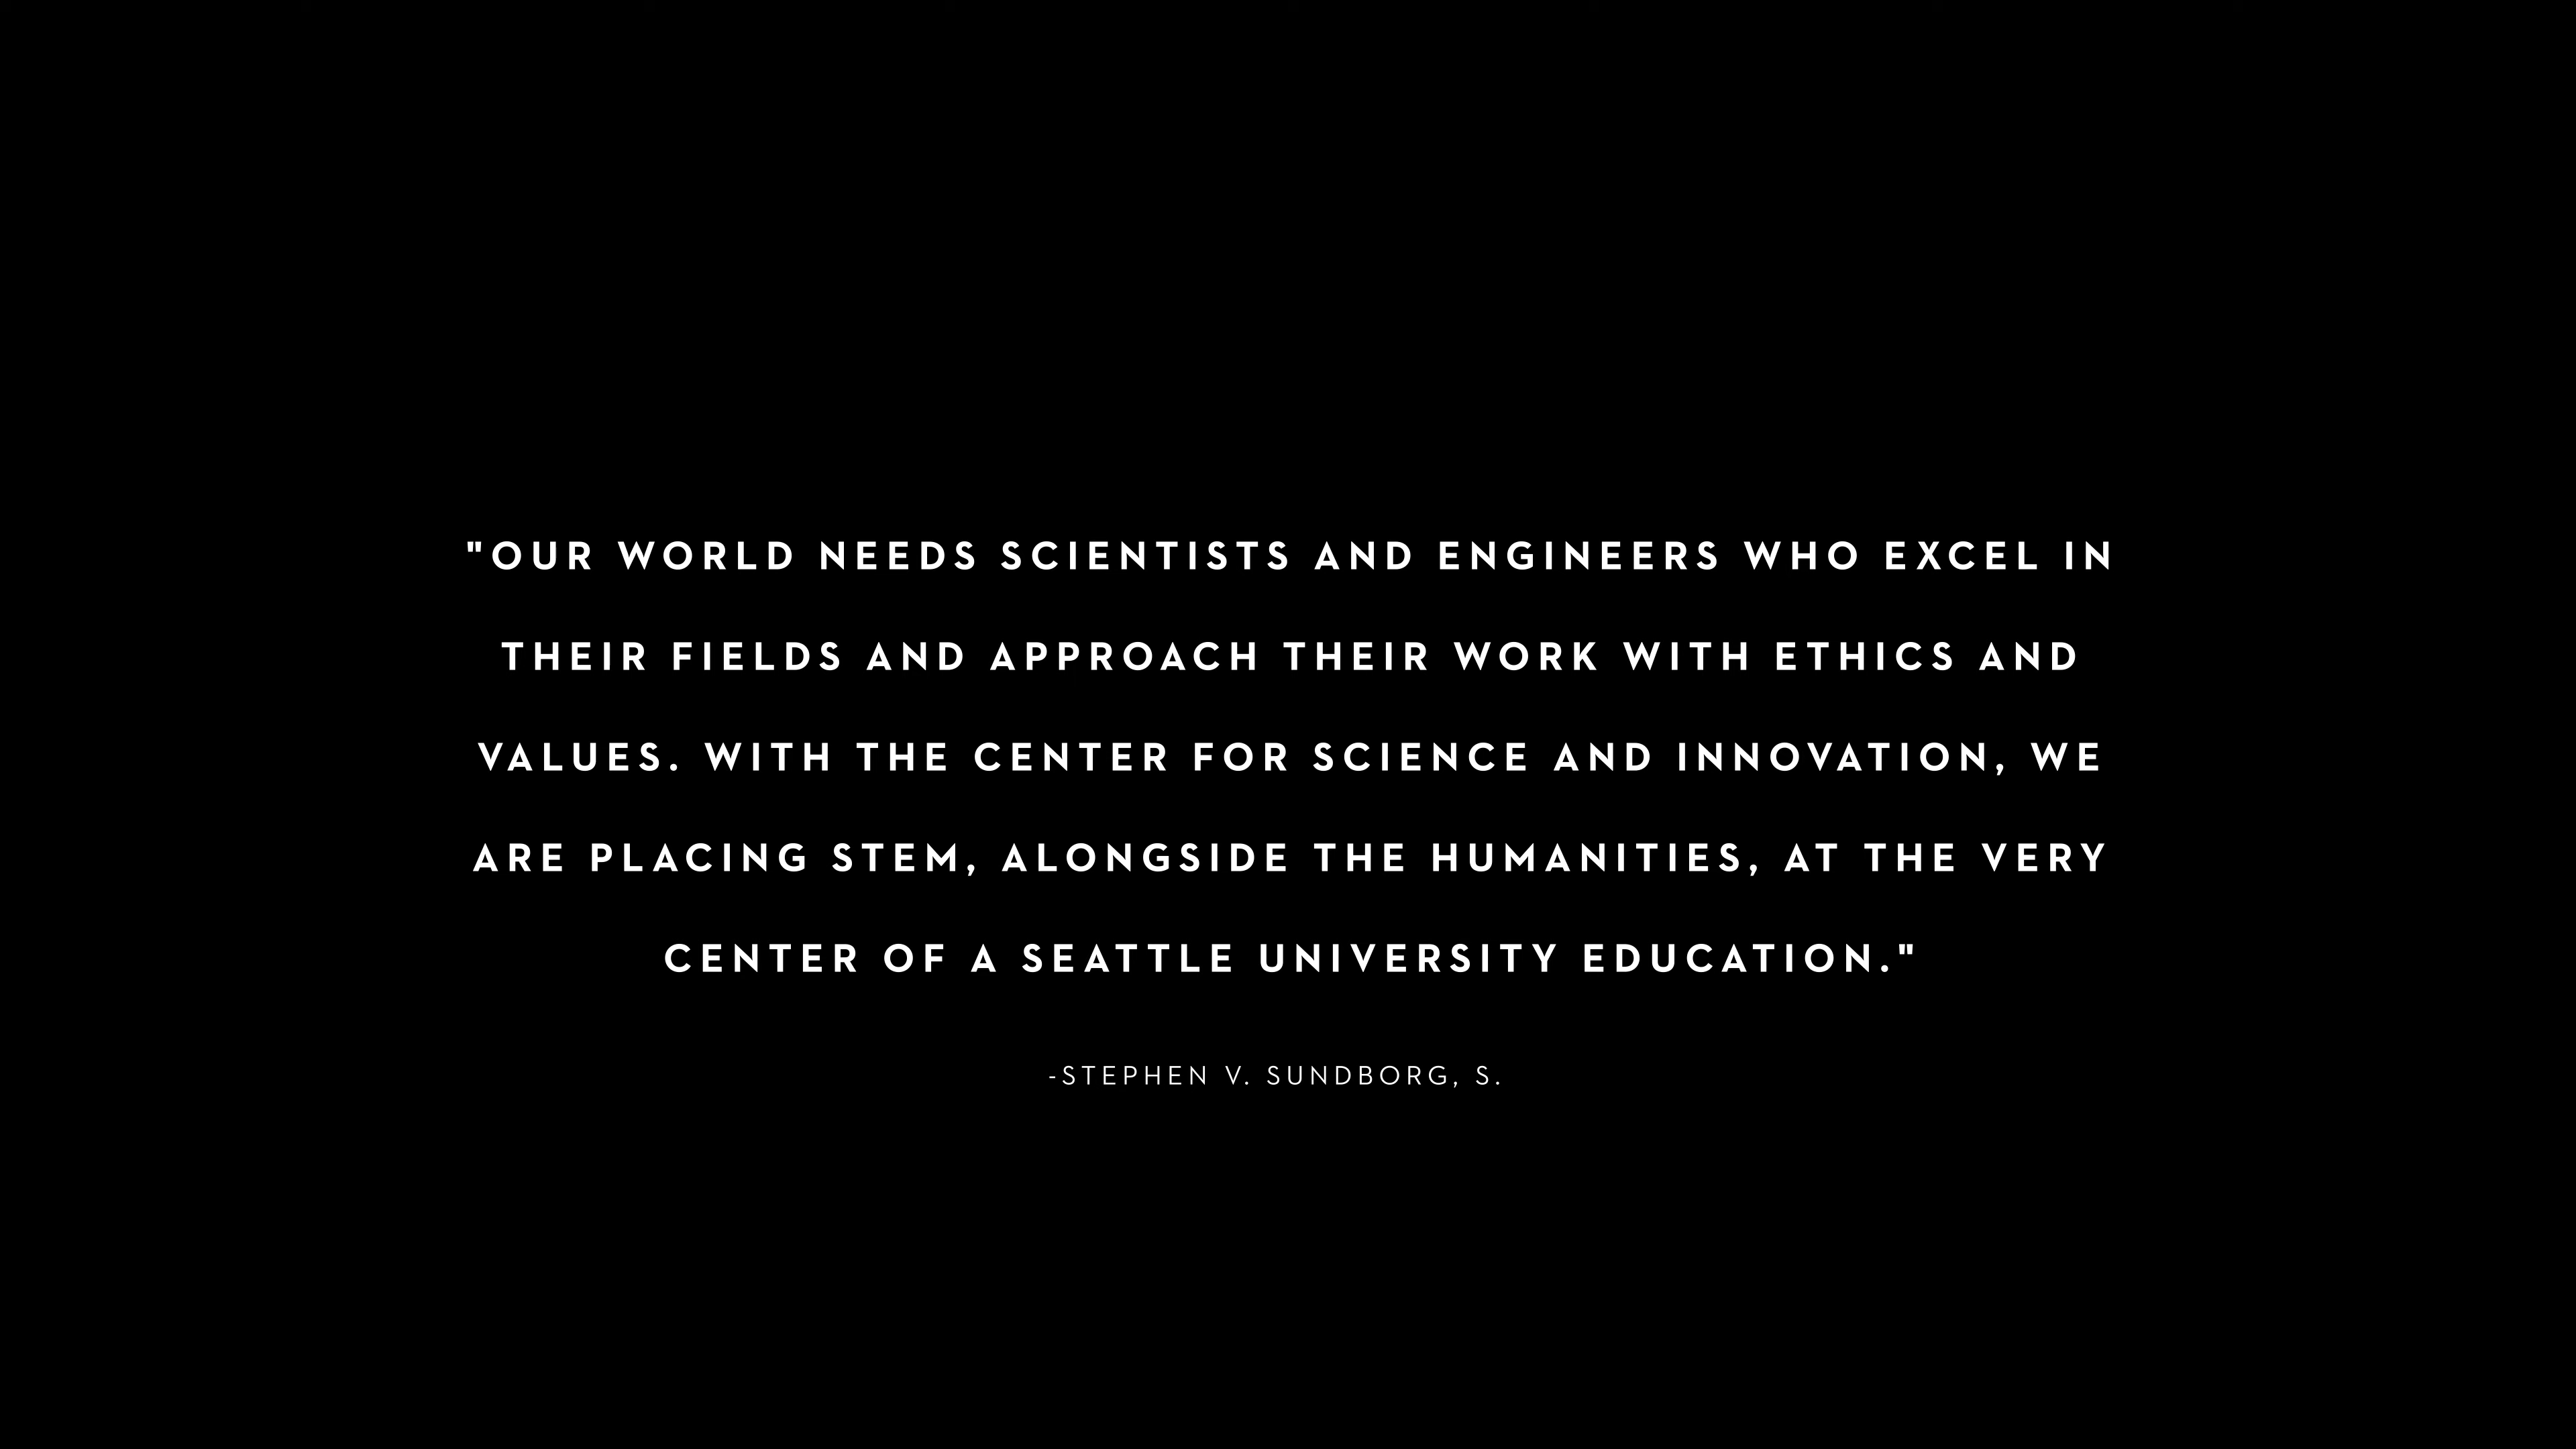 "OUR WORLD NEEDS SCIENTISTS AND ENGINEERS WHO EXCEL IN
THEIR FIELDS AND APPROACH THEIR WORK WITH ETHICS AND
VALUES. WITH THE CENTER FOR SCIENCE AND INNOVATION, WE
ARE PLACING STEM, ALONGSIDE THE HUMANITIES, AT THE VERY
CENTER OF A SEATTLE UNIVERSITY EDUCATION."
-STEPHEN V. SUNDBORG, S.